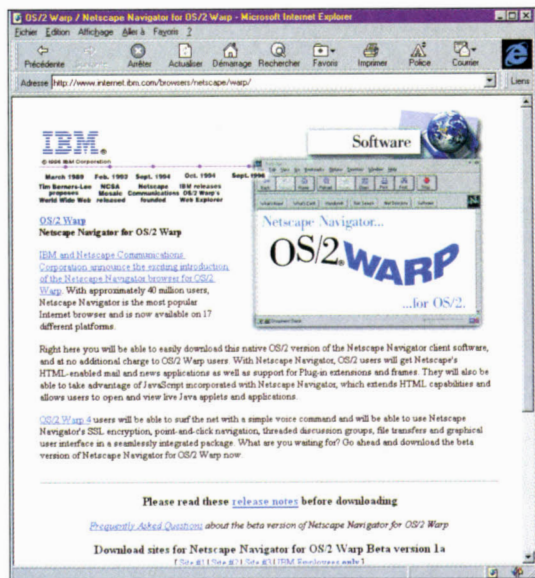 OS/2 Warp / Netscape Navigator for OS/2 Warp - Microsoft Internet Explorer
Fichier Edition Affichage Aller à Favoris ?
Précédente Arrêter Actualiser Démarrage Rechercher Favoris Imprimer Police Courrier
Adresse http://www.internet.ibm.com/browsers/netscape/warp/ Liens
IBM®
© 1996 IBM Corporation
Software
March 1989 Feb. 1993 Sept. 1994 Oct. 1994 Sept. 1996
Tim Berners-Lee proposes World Wide Web
NCSA Mosaic released
Netscape Communications founded
IBM releases OS/2 Warp's Web Explorer
Netscape Navigator...
OS/2® WARP
...for OS/2.
OS/2 Warp
Netscape Navigator for OS/2 Warp
IBM and Netscape Communications
Corporation announce the exciting introduction
of the Netscape Navigator browser for OS/2
Warp. With approximately 40 million users,
Netscape Navigator is the most popular
Internet browser and is now available on 17
different platforms.
Right here you will be able to easily download this native OS/2 version of the Netscape Navigator client software,
and at no additional charge to OS/2 Warp users. With Netscape Navigator, OS/2 users will get Netscape's
HTML-enabled mail and news applications as well as support for Plug-in extensions and frames. They will also be
able to take advantage of JavaScript incorporated with Netscape Navigator, which extends HTML capabilities and
allows users to open and view live Java applets and applications.
OS/2 Warp 4 users will be able to surf the net with a simple voice command and will be able to use Netscape
Navigator's SSL encryption, point-and-click navigation, threaded discussion groups, file transfers and graphical
user interface in a seamlessly integrated package. What are you waiting for? Go ahead and download the beta
version of Netscape Navigator for OS/2 Warp now.
Please read these release notes before downloading
Frequently Asked Questions about the beta version of Netscape Navigator for OS/2 Warp
Download sites for Netscape Navigator for OS/2 Warp Beta version 1a
[ Site #1 | Site #2 | Site #3 | IBM Employees only ]